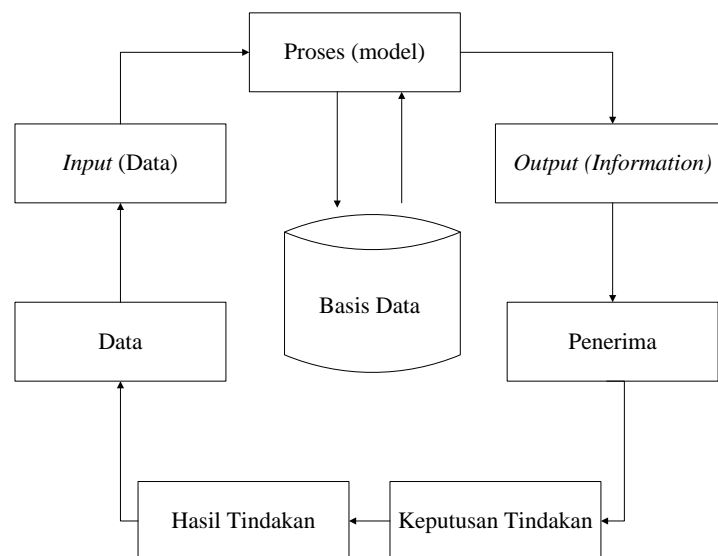 Proses (model)
Input (Data)
Output (Information)
Basis Data
Data
Penerima
Hasil Tindakan
Keputusan Tindakan